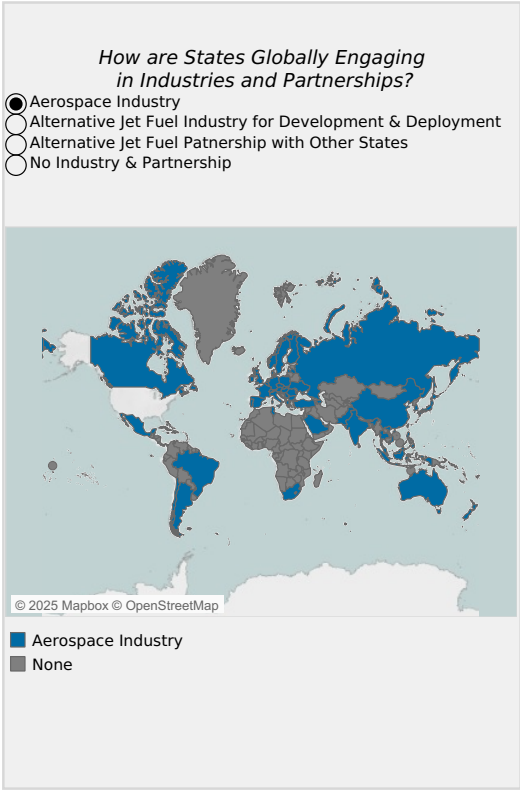 How are States Globally Engaging
in Industries and Partnerships?
Aerospace Industry
Alternative Jet Fuel Industry for Development & Deployment
Alternative Jet Fuel Patnership with Other States
No Industry & Partnership
© 2025 Mapbox © OpenStreetMap
Aerospace Industry
None